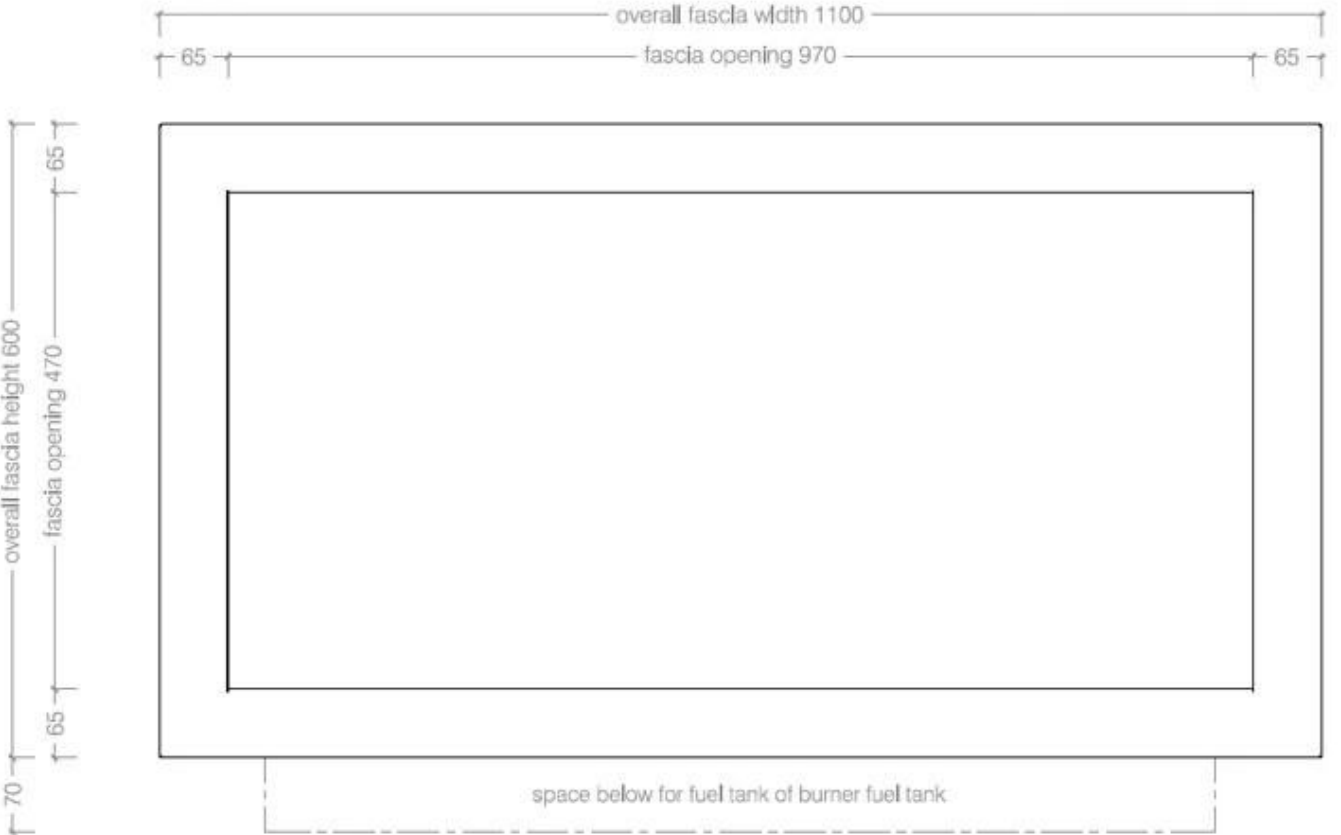 overall fascia width 1100
65
fascia opening 970
65
overall fascia height 600
70
65
fascia opening 470
65
space below for fuel tank of burner fuel tank